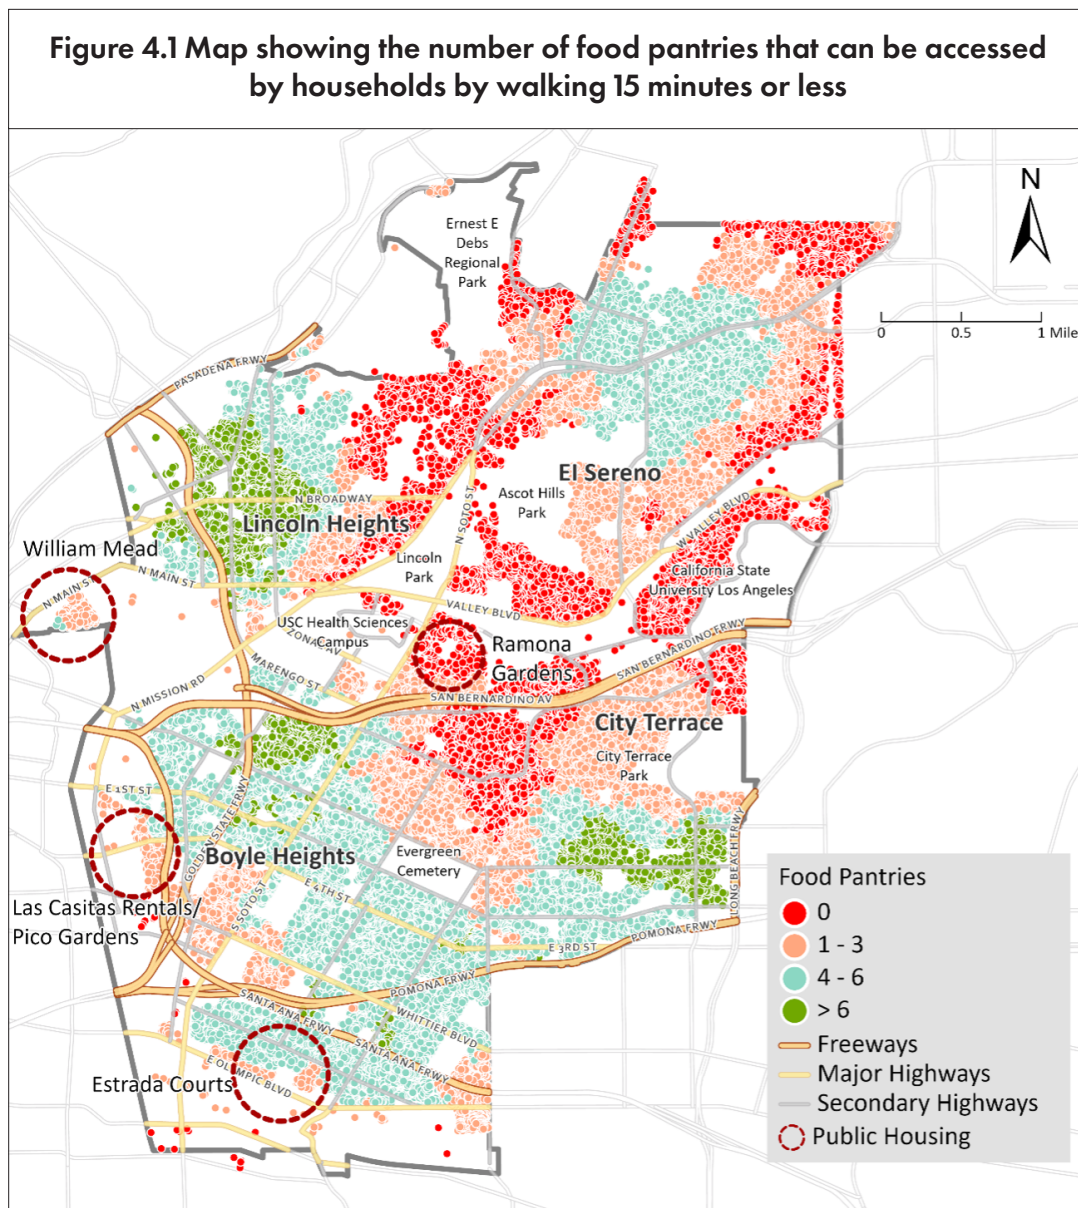 Figure 4.1 Map showing the number of food pantries that can be accessed
by households by walking 15 minutes or less
N
Ernest E
Debs
Regional
Park
0 0.5 1 Mile
PASADENA FRWY
El Sereno
Ascot Hills
Park
N BROADWAY
Lincoln Heights
N SOTO ST
W VALLEY BLVD
William Mead
Lincoln
Park
N MAIN ST
N MAIN S
California State
University Los Angeles
VALLEY BLVD
USC Health Sciences
Campus
ZONAL AV
Ramona
Gardens
SAN BERNARDINO FRWY
MARENGO ST
N MISSION RD
SAN BERNARDINO AV
City Terrace
City Terrace
Park
E 1ST ST
GOLDEN STATE FRWY
LONG BEACH FRWY
Boyle Heights
Evergreen
Cemetery
E 4TH ST
S SOTO ST
Las Casitas Rentals/
Pico Gardens
E 3RD ST
POMONA FRWY
POMONA FRWY
SANTA ANA FRWY
WHITTIER BLVD
SANTA ANA FRWY
E OLYMPIC BLVD
Estrada Courts
Food Pantries
0
1 - 3
4 - 6
> 6
Freeways
Major Highways
Secondary Highways
Public Housing